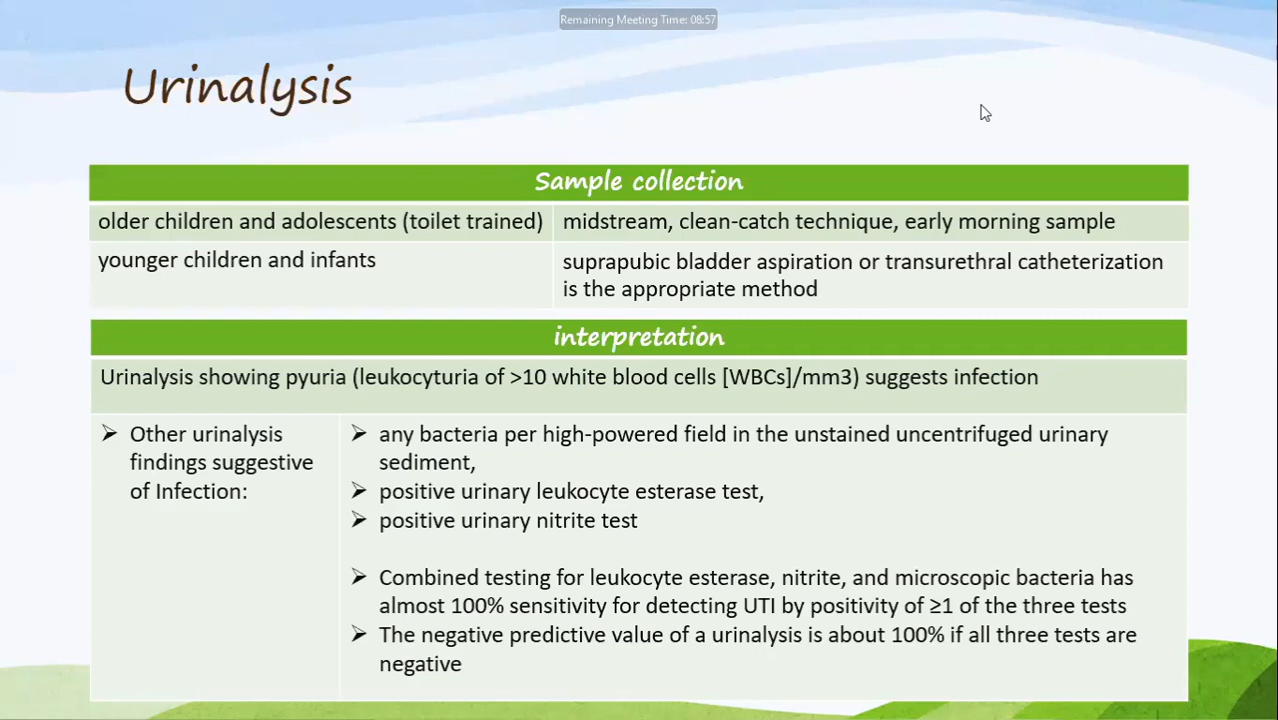 Remaining Meeting Time: 08:57
Urinalysis
Sample collection
older children and adolescents (toilet trained)
midstream, clean-catch technique, early morning sample
younger children and infants
suprapubic bladder aspiration or transurethral catheterization
is the appropriate method
interpretation
Urinalysis showing pyuria (leukocyturia of >10 white blood cells [WBCs]/mm3) suggests infection
➢ Other urinalysis
findings suggestive
of Infection:
➢ any bacteria per high-powered field in the unstained uncentrifuged urinary
sediment,
➢ positive urinary leukocyte esterase test,
➢ positive urinary nitrite test
➢ Combined testing for leukocyte esterase, nitrite, and microscopic bacteria has
almost 100% sensitivity for detecting UTI by positivity of ≥1 of the three tests
➢ The negative predictive value of a urinalysis is about 100% if all three tests are
negative